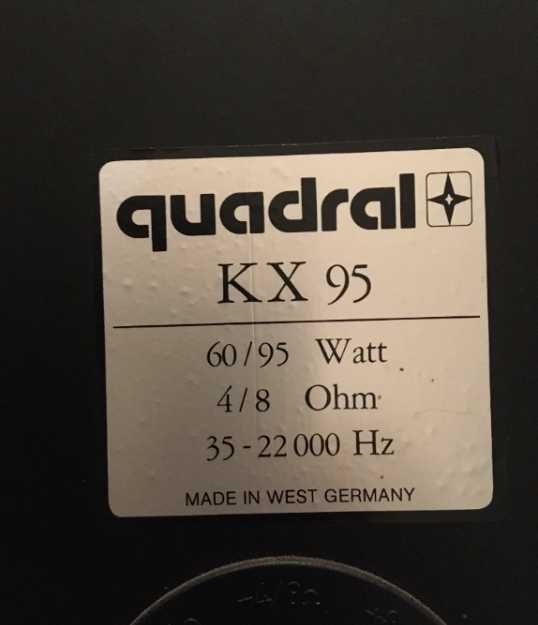 quadral
KX 95
60/95 Watt
4/8 Ohm
35-22000 Hz
MADE IN WEST GERMANY